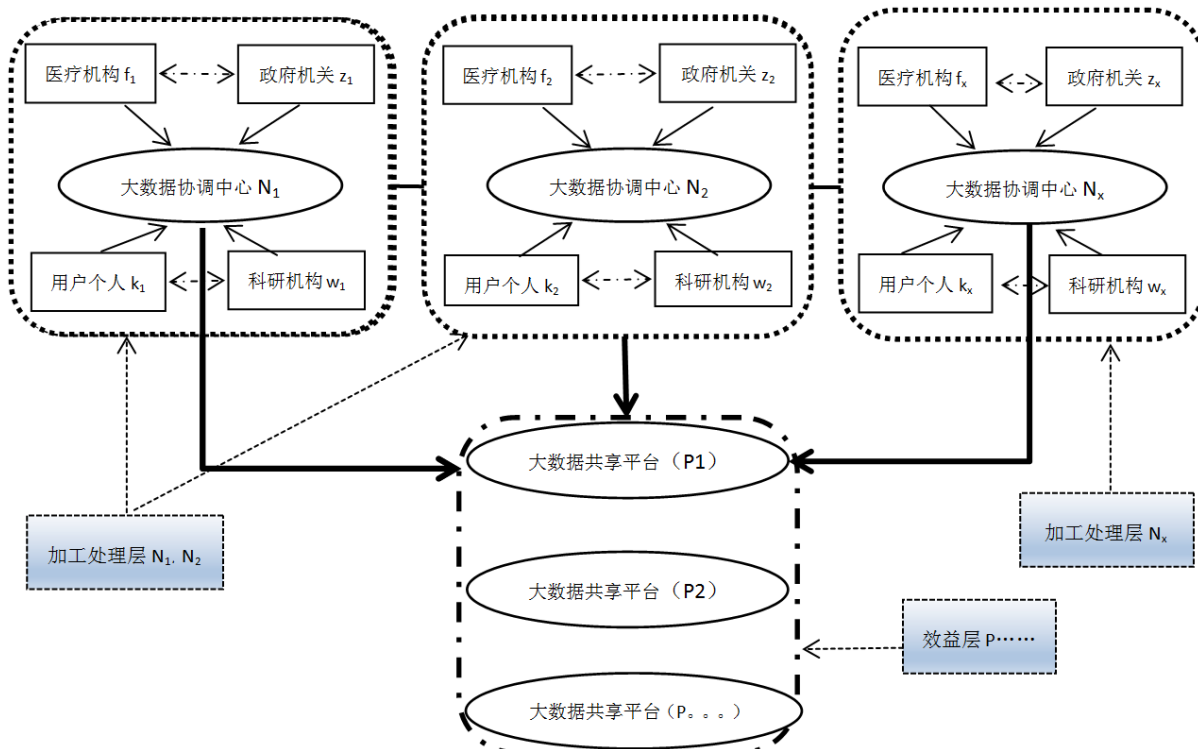 医疗机构 f₁
政府机关 z₁
大数据协调中心 N₁
用户个人 k₁
科研机构 w₁
医疗机构 f₂
政府机关 z₂
大数据协调中心 N₂
用户个人 k₂
科研机构 w₂
医疗机构 fₓ
政府机关 zₓ
大数据协调中心 Nₓ
用户个人 kₓ
科研机构 wₓ
大数据共享平台（P1）
加工处理层 N₁, N₂
加工处理层 Nₓ
大数据共享平台（P2）
效益层 P……
大数据共享平台（P。。。）